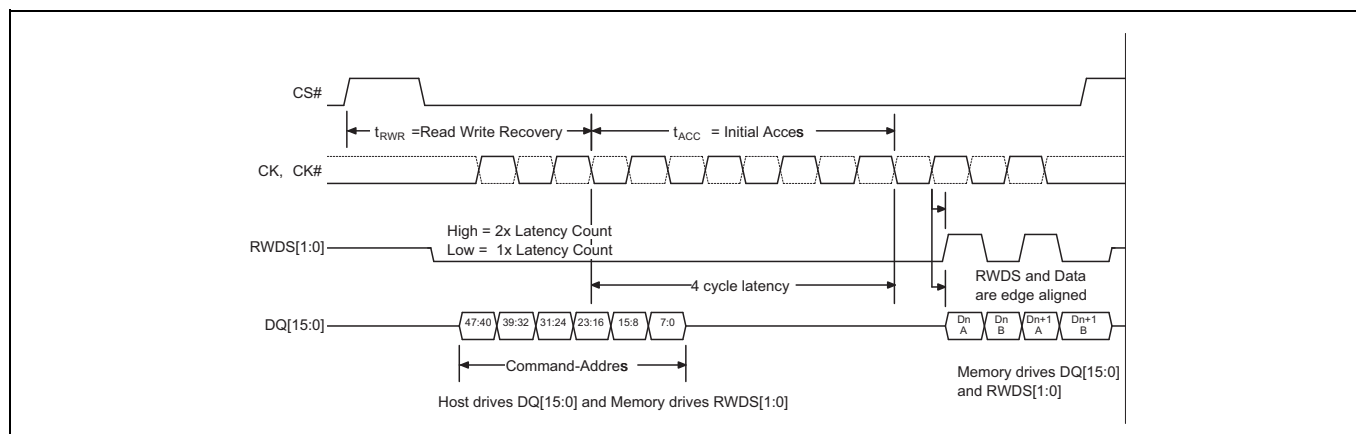 CS#
tRWR =Read Write Recovery
tACC = Initial Acces
CK, CK#
High = 2x Latency Count
Low = 1x Latency Count
RWDS[1:0]
RWDS and Data
are edge aligned
4 cycle latency
DQ[15:0]
47:40 39:32 31:24 23:16 15:8 7:0
Dn
A
Dn
B
Dn+1
A
Dn+1
B
Command-Addres
Memory drives DQ[15:0]
and RWDS[1:0]
Host drives DQ[15:0] and Memory drives RWDS[1:0]